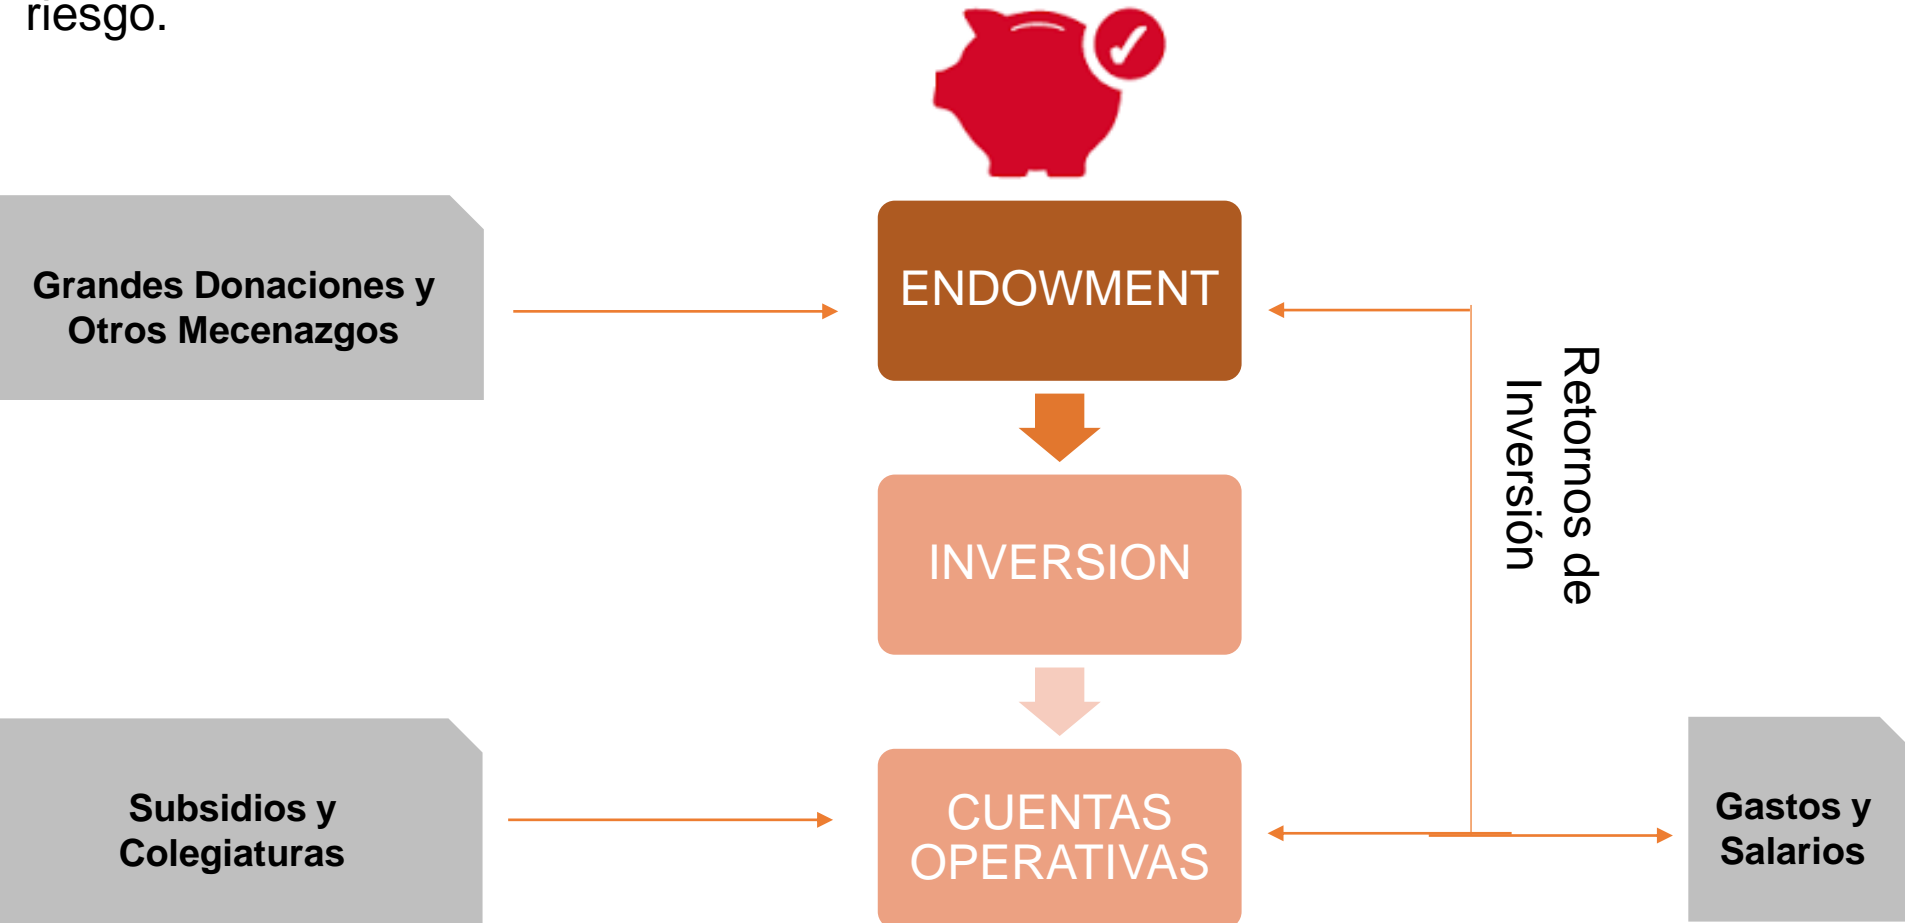 riesgo.
Grandes Donaciones y
Otros Mecenazgos
ENDOWMENT
Retornos de
Inversión
INVERSION
Subsidios y
Colegiaturas
CUENTAS
OPERATIVAS
Gastos y
Salarios